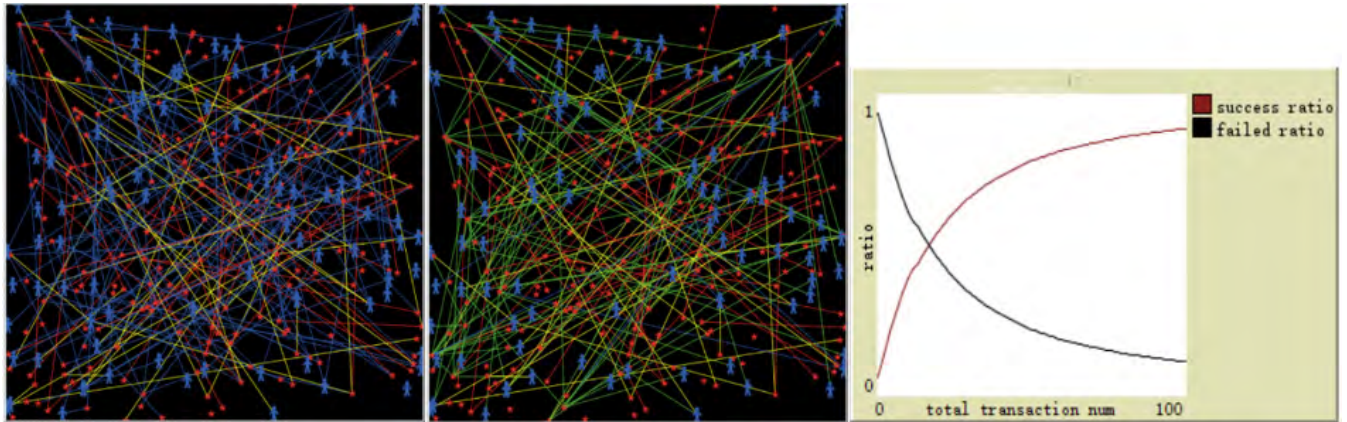 1
success ratio
failed ratio
ratio
0
0 total transaction num 100